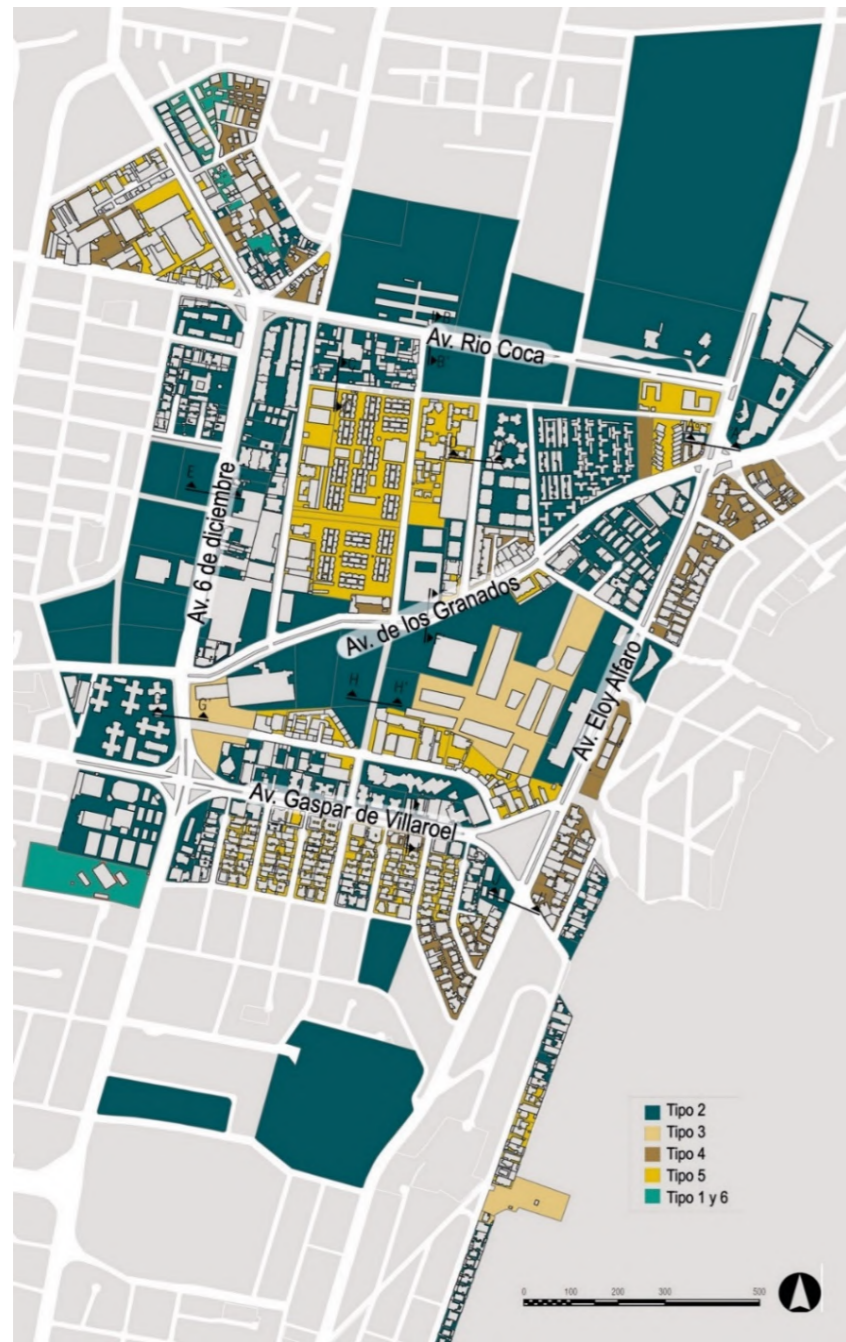 Av. Rio Coca
B'
E
Av. 6 de diciembre
Av. de los Granados
H
H'
G'
Av. Eloy Alfaro
Av. Gaspar de Villaroel
Tipo 2
Tipo 3
Tipo 4
Tipo 5
Tipo 1 y 6
0 100 200 300 500